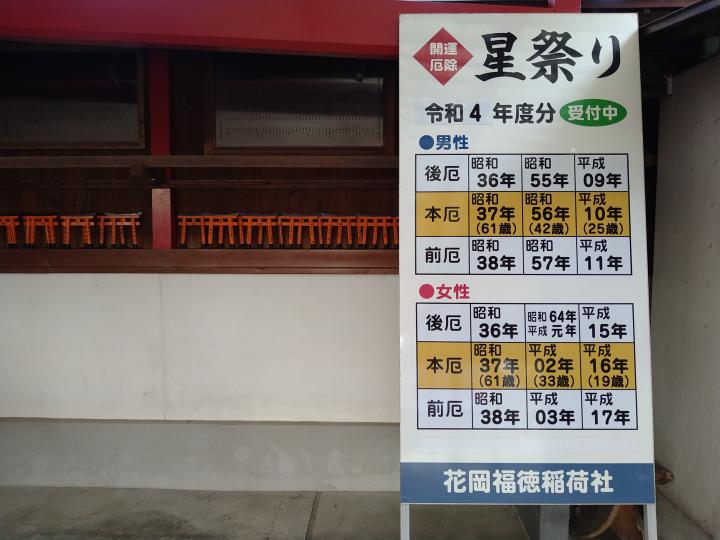 開運
厄除
星祭り
令和4年度分 受付中
●男性
後厄 昭和36年 昭和55年 平成09年
本厄 昭和37年(61歳) 昭和56年(42歳) 平成10年(25歳)
前厄 昭和38年 昭和57年 平成11年
●女性
後厄 昭和36年 昭和64年平成元年 平成15年
本厄 昭和37年(61歳) 平成02年(33歳) 平成16年(19歳)
前厄 昭和38年 平成03年 平成17年
花岡福徳稲荷社